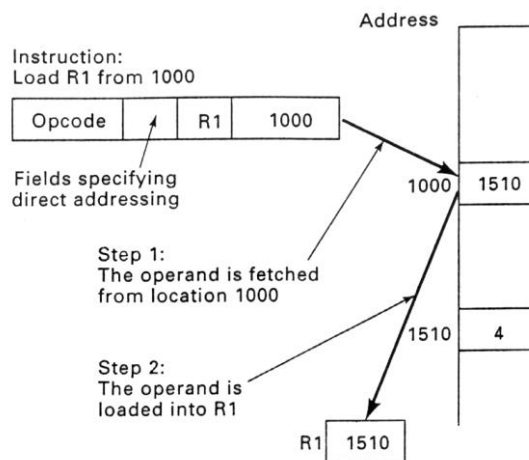 Address
Instruction:
Load R1 from 1000
Opcode R1 1000
Fields specifying
direct addressing
1000 1510
Step 1:
The operand is fetched
from location 1000
1510 4
Step 2:
The operand is
loaded into R1
R1 1510